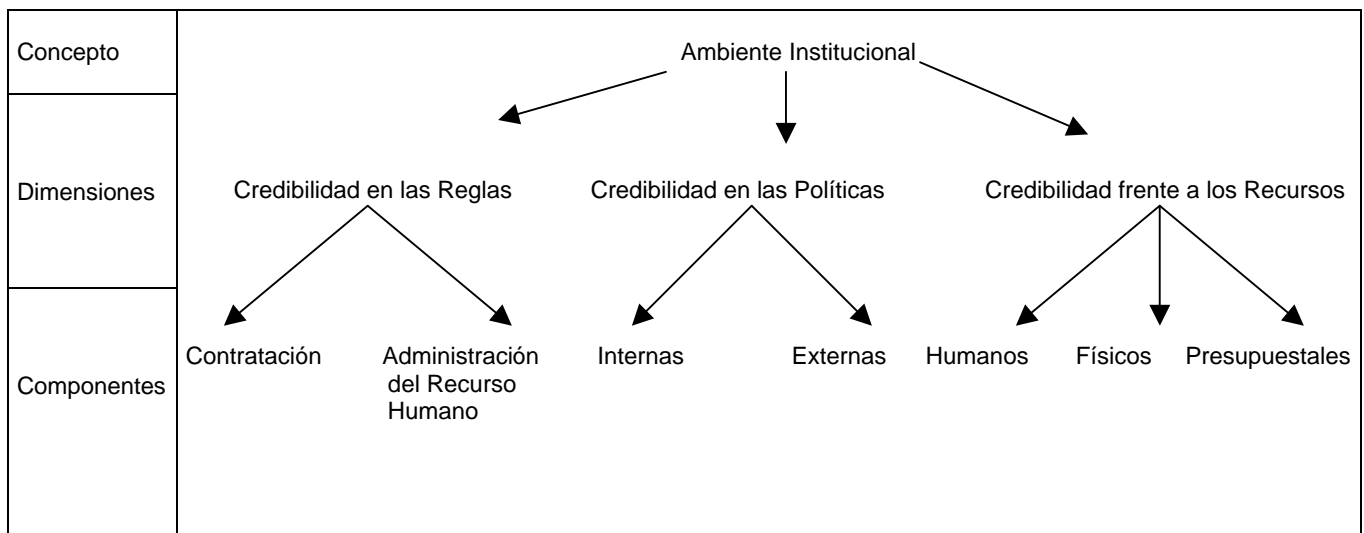 Concepto
Ambiente Institucional
Dimensiones
Credibilidad en las Reglas
Credibilidad en las Políticas
Credibilidad frente a los Recursos
Componentes
Contratación
Administración
del Recurso
Humano
Internas
Externas
Humanos
Físicos
Presupuestales